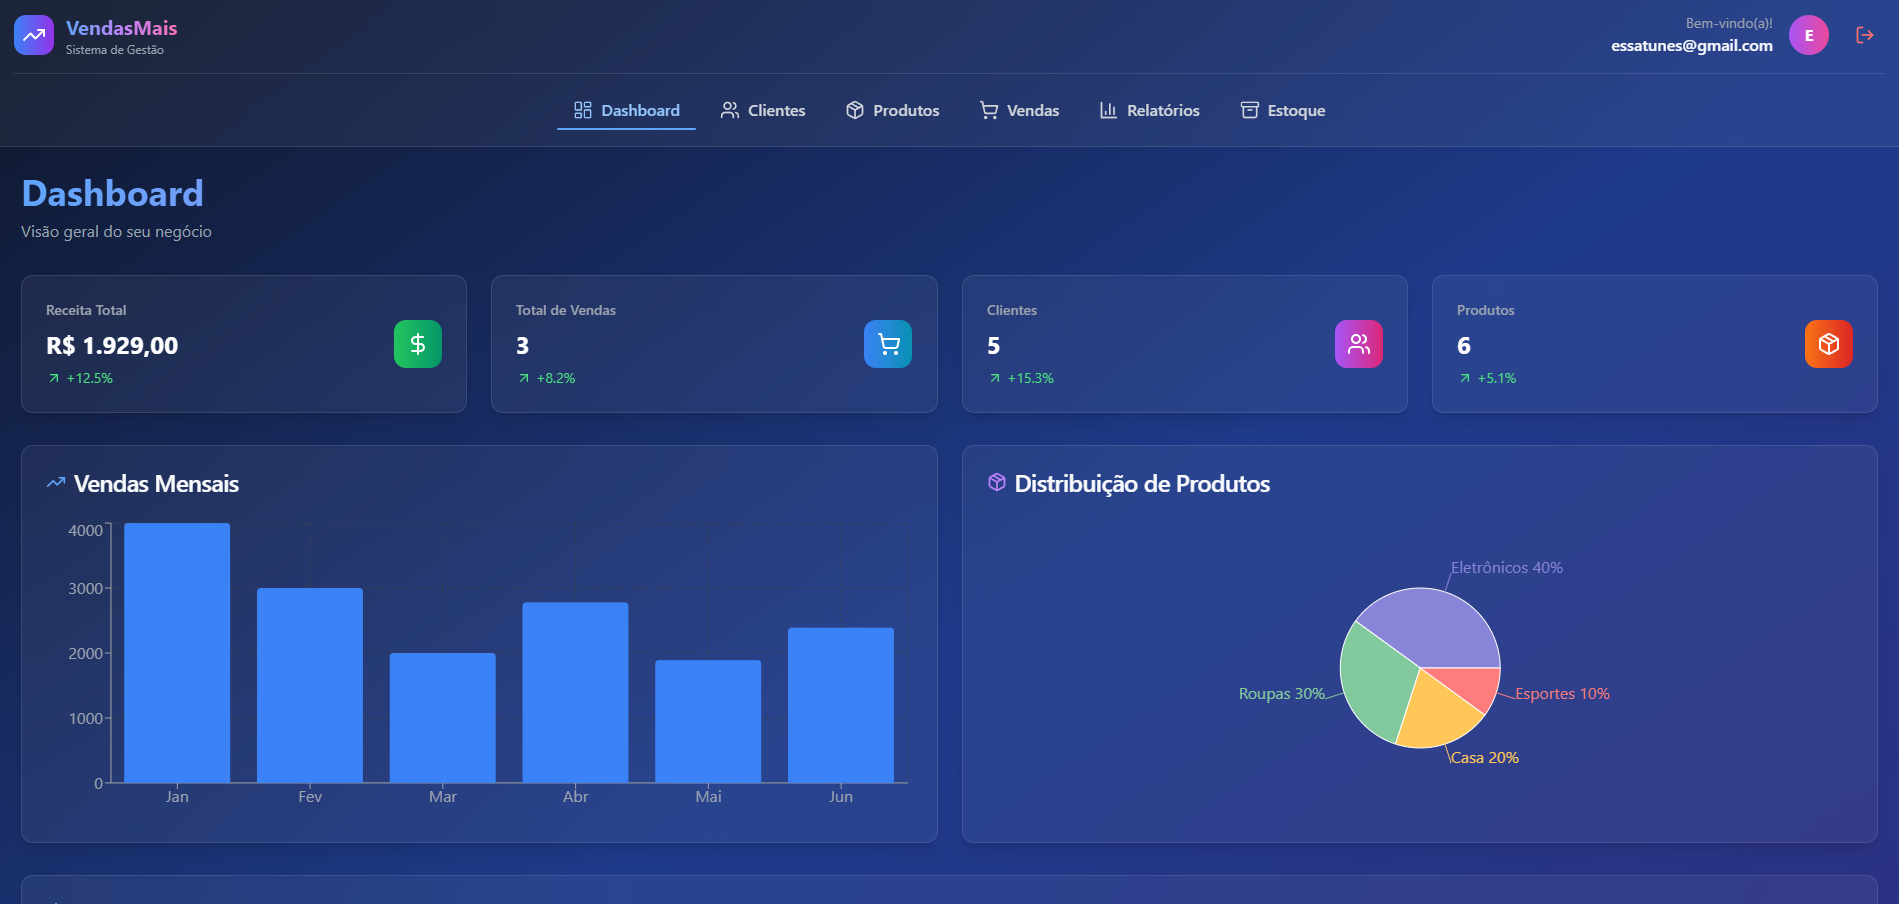 VendasMais
Sistema de Gestão
Bem-vindo(a)!
essatunes@gmail.com
E
Dashboard
Clientes
Produtos
Vendas
Relatórios
Estoque
Dashboard
Visão geral do seu negócio
Receita Total
R$ 1.929,00
+12.5%
Total de Vendas
3
+8.2%
Clientes
5
+15.3%
Produtos
6
+5.1%
Vendas Mensais
4000
3000
2000
1000
0
Jan
Fev
Mar
Abr
Mai
Jun
Distribuição de Produtos
Eletrônicos 40%
Roupas 30%
Esportes 10%
Casa 20%